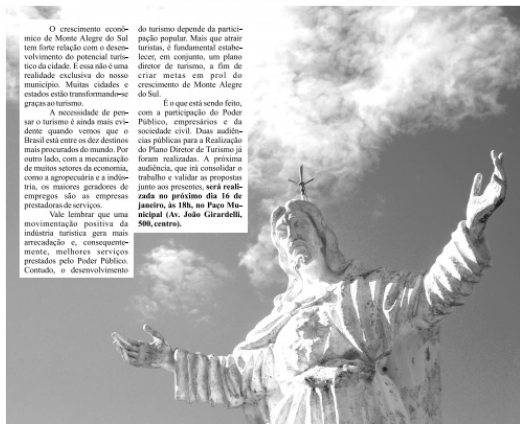 O crescimento econô-
mico de Monte Alegre do Sul
tem forte relação com o desen-
volvimento do potencial turís-
tico da cidade. E essa não é uma
realidade exclusiva do nosso
município. Muitas cidades e
estados estão transformando-se
graças ao turismo.
A necessidade de pen-
sar o turismo é ainda mais evi-
dente quando vemos que o
Brasil está entre os dez destinos
mais procurados do mundo. Por
outro lado, com a mecanização
de muitos setores da economia,
como a agropecuária e a indús-
tria, os maiores geradores de
empregos são as empresas
prestadoras de serviços.
Vale lembrar que uma
movimentação positiva da
indústria turística gera mais
arrecadação e, consequente-
mente, melhores serviços
prestados pelo Poder Público.
Contudo, o desenvolvimento
do turismo depende da partici-
pação popular. Mais que atrair
turistas, é fundamental estabe-
lecer, em conjunto, um plano
diretor de turismo, a fim de
criar metas em prol do
crescimento de Monte Alegre
do Sul.
É o que está sendo feito,
com a participação do Poder
Público, empresários e da
sociedade civil. Duas audiên-
cias públicas para a Realização
do Plano Diretor de Turismo já
foram realizadas. A próxima
audiência, que irá consolidar o
trabalho e validar as propostas
junto aos presentes, será reali-
zada no próximo dia 16 de
janeiro, às 18h, no Paço Mu-
nicipal (Av. João Girardelli,
500, centro).